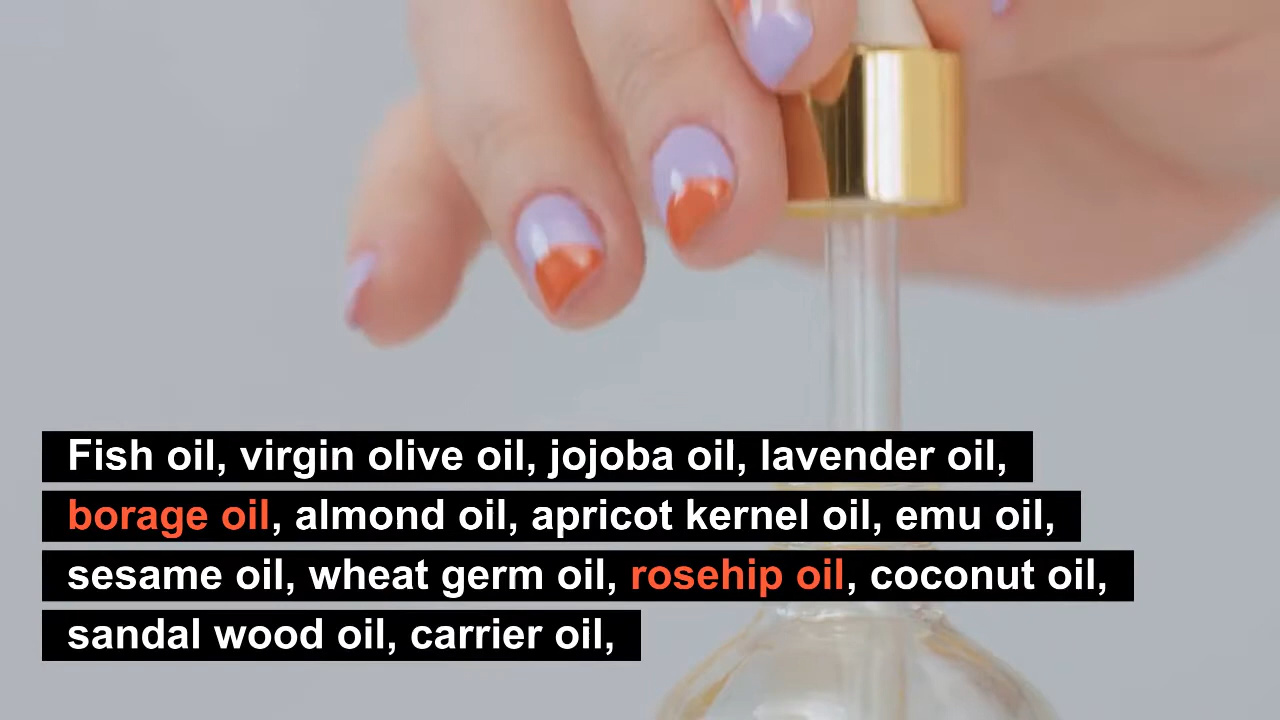 Fish oil, virgin olive oil, jojoba oil, lavender oil,
borage oil, almond oil, apricot kernel oil, emu oil,
sesame oil, wheat germ oil, rosehip oil, coconut oil,
sandal wood oil, carrier oil,